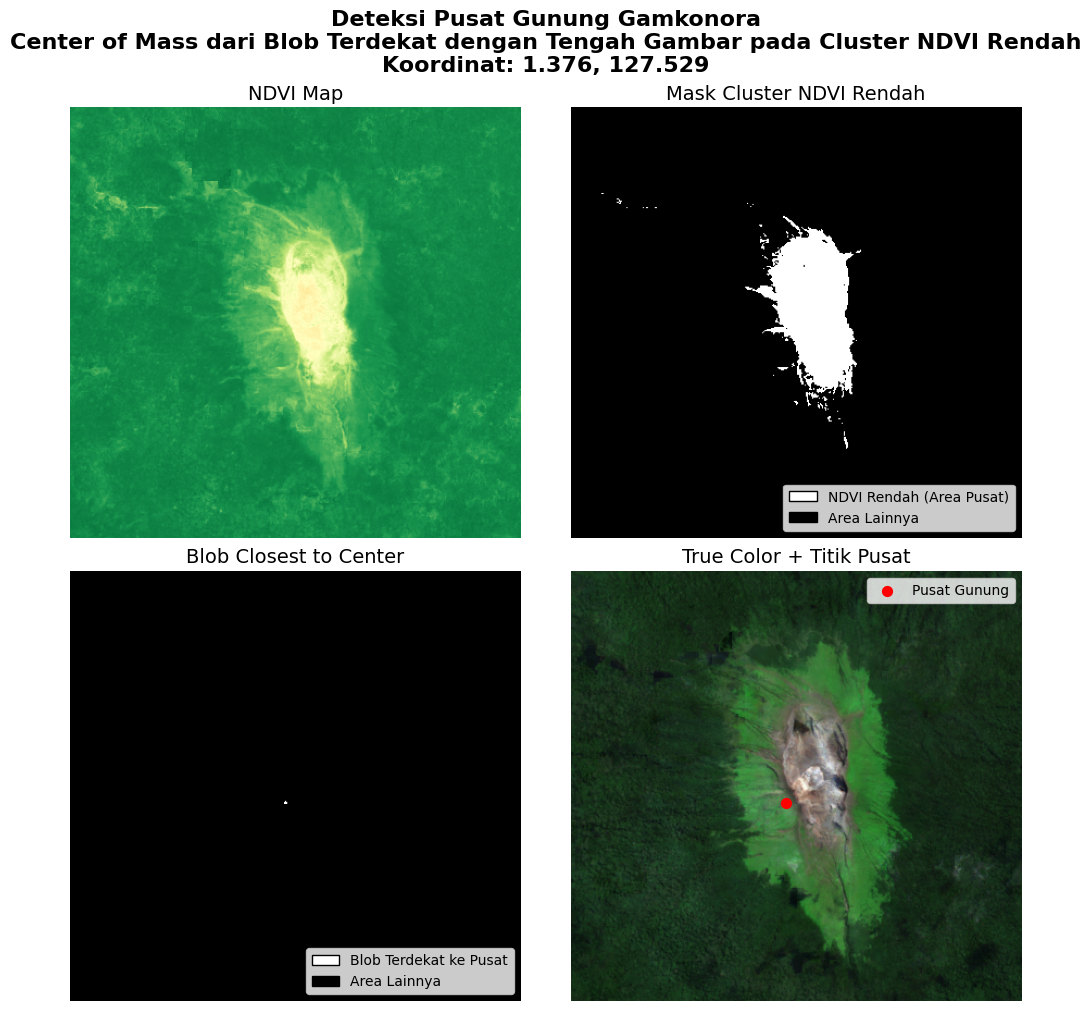 Deteksi Pusat Gunung Gamkonora
Center of Mass dari Blob Terdekat dengan Tengah Gambar pada Cluster NDVI Rendah
Koordinat: 1.376, 127.529
NDVI Map
Mask Cluster NDVI Rendah
NDVI Rendah (Area Pusat)
Area Lainnya
Blob Closest to Center
True Color + Titik Pusat
Blob Terdekat ke Pusat
Area Lainnya
Pusat Gunung